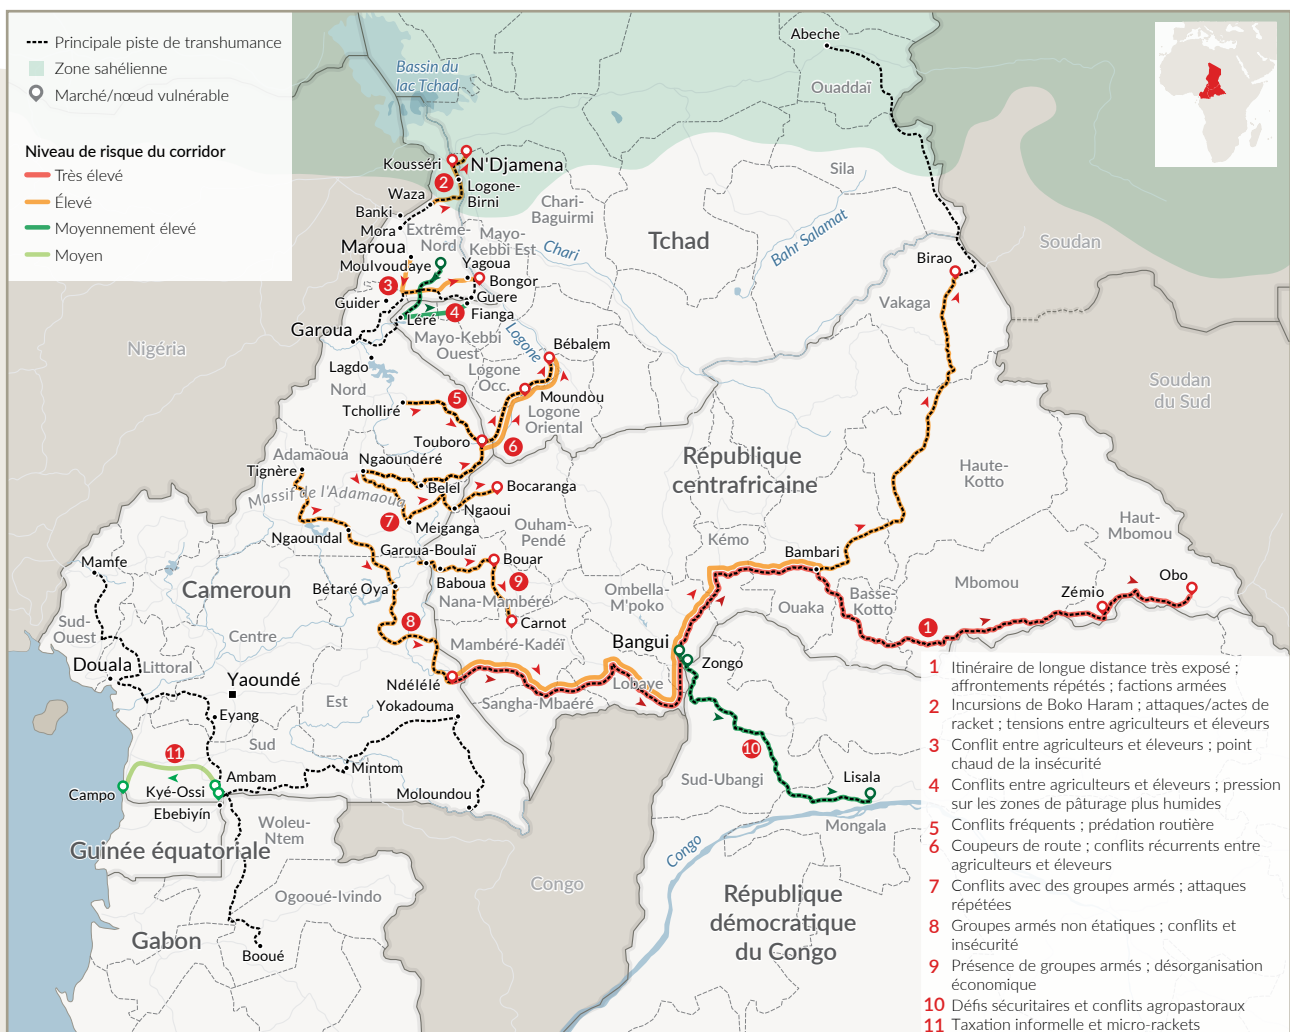 Principale piste de transhumance
Zone sahélienne
Marché/nœud vulnérable
Niveau de risque du corridor
Très élevé
Élevé
Moyennement élevé
Moyen
Abeche
Bassin du
lac Tchad
Ouaddaï
Kousséri
N'Djamena
2
Logone-
Birni
Waza
Banki
Mora
Sila
Chari-
Baguirmi
Extrême-
Nord
Mayo-
Kebbi Est
Maroua
Moulvoudaye
Yagoua
Chari
Tchad
Bahr Salamat
Soudan
Birao
3
Bongor
Guere
Guider
4
Fianga
Léré
Vakaga
Garoua
Mayo-Kebbi
Ouest
Logone
Bébalem
Nigéria
Lagdo
Nord
Logone
Occ.
Soudan
du Sud
Tcholliré
5
Moundou
Logone
Oriental
Touboro
6
Adamaoua
Ngaoundéré
Tignère
République
centrafricaine
Haute-
Kotto
Massif de l'Adamaoua
Belel
Bocaranga
Ngaoui
7
Meiganga
Ouham-
Pendé
Haut-
Mbomou
Ngaoundal
Kémo
Garoua-Boulaï
Bouar
Bambari
Mamfe
Cameroun
Bétaré Oya
Baboua
9
Nana-Mambéré
Ombella-
M'poko
Ouaka
Basse-
Kotto
Mbomou
Zémio
Obo
Sud-
Ouest
Centre
8
Carnot
Mambéré-Kadéï
Bangui
1
Douala
Littoral
Yaoundé
Ndélélé
Lobaye
Zongo
Est
Yokadouma
Sangha-Mbaéré
Eyang
Sud
11
10
Mintom
Ambam
Kyé-Ossi
Campo
Moloundou
Sud-Ubangi
Lisala
Ebebiyín
Woleu-
Ntem
Mongala
Guinée équatoriale
Congo
Congo
Ogooué-Ivindo
République
démocratique
du Congo
Gabon
Booué
1 Itinéraire de longue distance très exposé ;
affrontements répétés ; factions armées
2 Incursions de Boko Haram ; attaques/actes de
racket ; tensions entre agriculteurs et éleveurs
3 Conflit entre agriculteurs et éleveurs ; point
chaud de la insécurité
4 Conflits entre agriculteurs et éleveurs ; pression
sur les zones de pâturage plus humides
5 Conflits fréquents ; prédation routière
6 Coupeurs de route ; conflits récurrents entre
agriculteurs et éleveurs
7 Conflits avec des groupes armés ; attaques
répétées
8 Groupes armés non étatiques ; conflits et
insécurité
9 Présence de groupes armés ; désorganisation
économique
10 Défis sécuritaires et conflits agropastoraux
11 Taxation informelle et micro-rackets